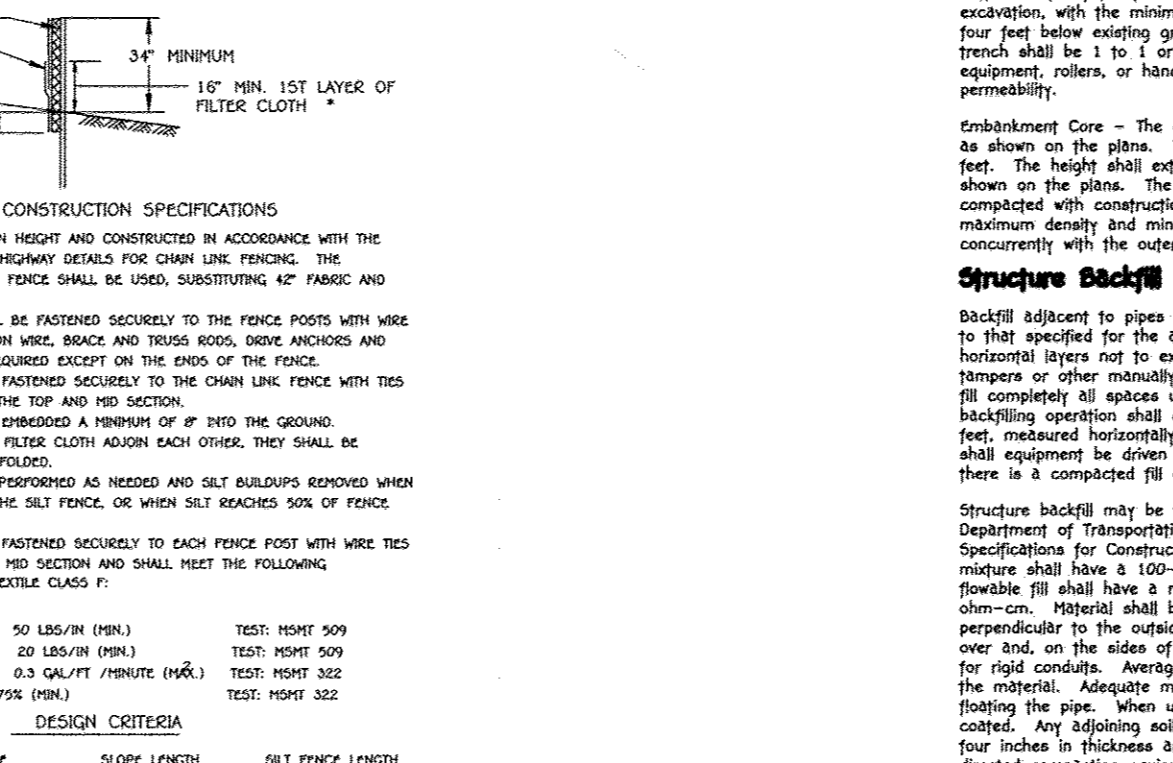 34" MINIMUM
16" MIN. 1ST LAYER OF
FILTER CLOTH *
CONSTRUCTION SPECIFICATIONS
N HEIGHT AND CONSTRUCTED IN ACCORDANCE WITH THE
HIGHWAY DETAILS FOR CHAIN LINK FENCING. THE
FENCE SHALL BE USED, SUBSTITUTING 42" FABRIC AND
BE FASTENED SECURELY TO THE FENCE POSTS WITH WIRE
ON WIRE, BRACE AND TRUSS RODS, DRIVE ANCHORS AND
QUIRED EXCEPT ON THE ENDS OF THE FENCE.
FASTENED SECURELY TO THE CHAIN LINK FENCE WITH TIES
THE TOP AND MID SECTION.
EMBEDDED A MINIMUM OF 8" INTO THE GROUND.
FILTER CLOTH ADJOIN EACH OTHER, THEY SHALL BE
FOLDED.
PERFORMED AS NEEDED AND SILT BUILDUPS REMOVED WHEN
HE SILT FENCE, OR WHEN SILT REACHES 50% OF FENCE
FASTENED SECURELY TO EACH FENCE POST WITH WIRE TIES
MID SECTION AND SHALL MEET THE FOLLOWING
EXTILE CLASS F:
50 LBS/IN (MIN.) TEST: MSMT 509
20 LBS/IN (MIN.) TEST: MSMT 509
0.3 GAL/FT /MINUTE (MAX.) 2 TEST: MSMT 322
75% (MIN.) TEST: MSMT 322
DESIGN CRITERIA
SLOPE LENGTH SILT FENCE LENGTH
excavation, with the minim
four feet below existing gr
trench shall be 1 to 1 or
equipment, rollers, or hand
permeability.
Embankment Core - The
as shown on the plans.
feet. The height shall ext
shown on the plans. The
compacted with constructio
maximum density and min
concurrently with the outer
Structure Backfill
Backfill adjacent to pipes
to that specified for the a
horizontal layers not to ex
tampers or other manually
fill completely all spaces u
backfilling operation shall
feet, measured horizontally
shall equipment be driven
there is a compacted fill
Structure backfill may be
Department of Transportati
Specifications for Construc
mixture shall have a 100-
flowable fill shall have a
ohm-cm. Material shall b
perpendicular to the outsid
over and, on the sides of
for rigid conduits. Averag
the material. Adequate m
floating the pipe. When u
coated. Any adjoining soil
four inches in thickness a